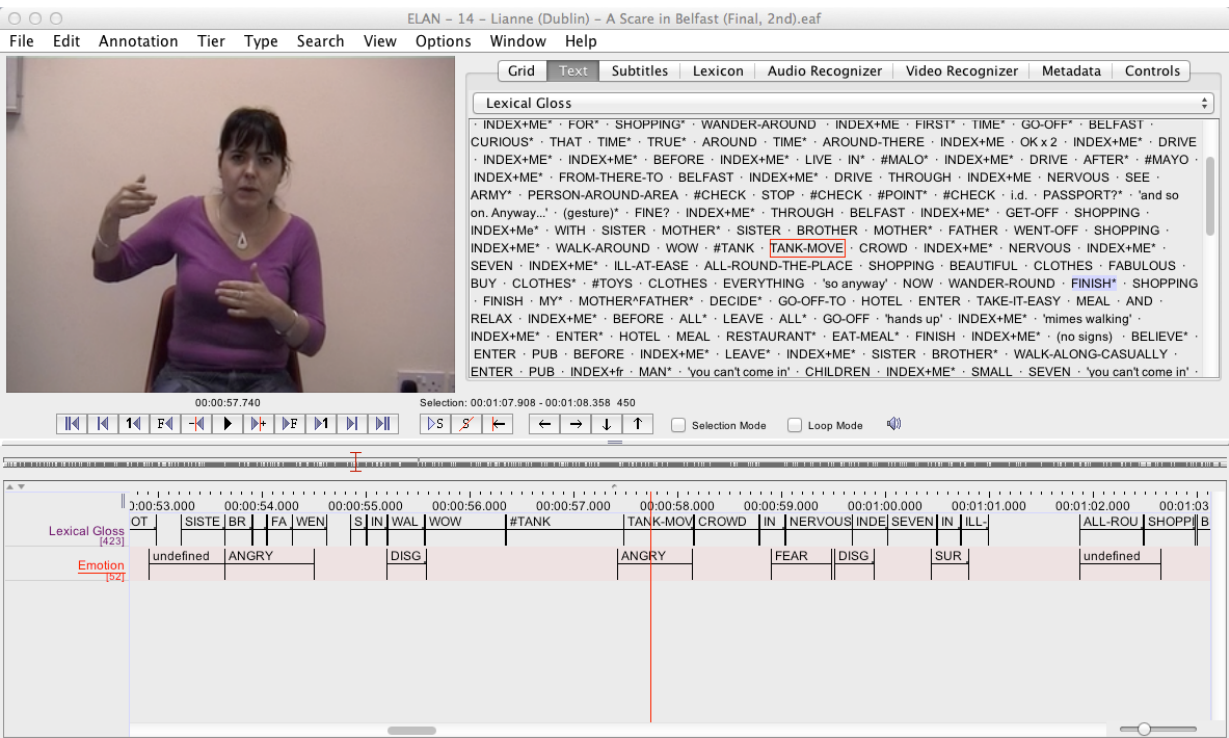 ELAN – 14 – Lianne (Dublin) – A Scare in Belfast (Final, 2nd).eaf
File Edit Annotation Tier Type Search View Options Window Help
Grid Text Subtitles Lexicon Audio Recognizer Video Recognizer Metadata Controls
Lexical Gloss
· INDEX+ME* · FOR* · SHOPPING* · WANDER-AROUND · INDEX+ME · FIRST* · TIME* · GO-OFF* · BELFAST ·
CURIOUS* · THAT · TIME* · TRUE* · AROUND · TIME* · AROUND-THERE · INDEX+ME · OK x 2 · INDEX+ME* · DRIVE
· INDEX+ME* · INDEX+ME* · BEFORE · INDEX+ME* · LIVE · IN* · #MALO* · INDEX+ME* · DRIVE · AFTER* · #MAYO ·
INDEX+ME* · FROM-THERE-TO · BELFAST · INDEX+ME* · DRIVE · THROUGH · INDEX+ME · NERVOUS · SEE ·
ARMY* · PERSON-AROUND-AREA · #CHECK · STOP · #CHECK · #POINT* · #CHECK · i.d. · PASSPORT?* · 'and so
on. Anyway...' · (gesture)* · FINE? · INDEX+ME* · THROUGH · BELFAST · INDEX+ME* · GET-OFF · SHOPPING ·
INDEX+Me* · WITH · SISTER · MOTHER* · SISTER · BROTHER · MOTHER* · FATHER · WENT-OFF · SHOPPING ·
INDEX+ME* · WALK-AROUND · WOW · #TANK · TANK-MOVE · CROWD · INDEX+ME* · NERVOUS · INDEX+ME* ·
SEVEN · INDEX+ME* · ILL-AT-EASE · ALL-ROUND-THE-PLACE · SHOPPING · BEAUTIFUL · CLOTHES · FABULOUS ·
BUY · CLOTHES* · #TOYS · CLOTHES · EVERYTHING · 'so anyway' · NOW · WANDER-ROUND · FINISH* · SHOPPING
· FINISH · MY* · MOTHER^FATHER* · DECIDE* · GO-OFF-TO · HOTEL · ENTER · TAKE-IT-EASY · MEAL · AND ·
RELAX · INDEX+ME* · BEFORE · ALL* · LEAVE · ALL* · GO-OFF · 'hands up' · INDEX+ME* · 'mimes walking' ·
INDEX+ME* · ENTER* · HOTEL · MEAL · RESTAURANT* · EAT-MEAL* · FINISH · INDEX+ME* · (no signs) · BELIEVE* ·
ENTER · PUB · BEFORE · INDEX+ME* · LEAVE* · INDEX+ME* · SISTER · BROTHER* · WALK-ALONG-CASUALLY ·
ENTER · PUB · INDEX+fr · MAN* · 'you can't come in' · CHILDREN · INDEX+ME* · SMALL · SEVEN · 'you can't come in' ·
00:00:57.740 Selection: 00:01:07.908 - 00:01:08.358 450
1 F + F 1 S S Selection Mode Loop Mode
0:00:53.000 00:00:54.000 00:00:55.000 00:00:56.000 00:00:57.000 00:00:58.000 00:00:59.000 00:01:00.000 00:01:01.000 00:01:02.000 00:01:03
Lexical Gloss OT SISTE BR FA WEN S IN WAL WOW #TANK TANK-MOV CROWD IN NERVOUS INDE SEVEN IN ILL- ALL-ROU SHOPPI B
[423]
Emotion undefined ANGRY DISG ANGRY FEAR DISG SUR undefined
[52]